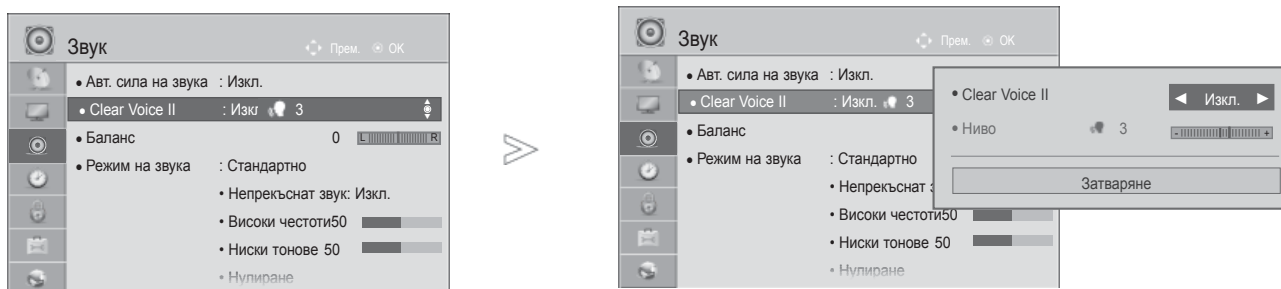 Звук
Прем. OK
• Авт. сила на звука : Изкл.
• Clear Voice II : Изкл 3
• Баланс 0 L R
• Режим на звука : Стандартно
• Непрекъснат звук: Изкл.
• Високи честоти50
• Ниски тонове 50
• Нулиране
Звук
Прем. OK
• Авт. сила на звука : Изкл.
• Clear Voice II : Изкл. 3
• Баланс
• Режим на звука : Стандартно
• Непрекъснат
• Високи честоти50
• Ниски тонове 50
• Нулиране
• Clear Voice II ◄ Изкл. ►
• Ниво 3 - +
Затваряне